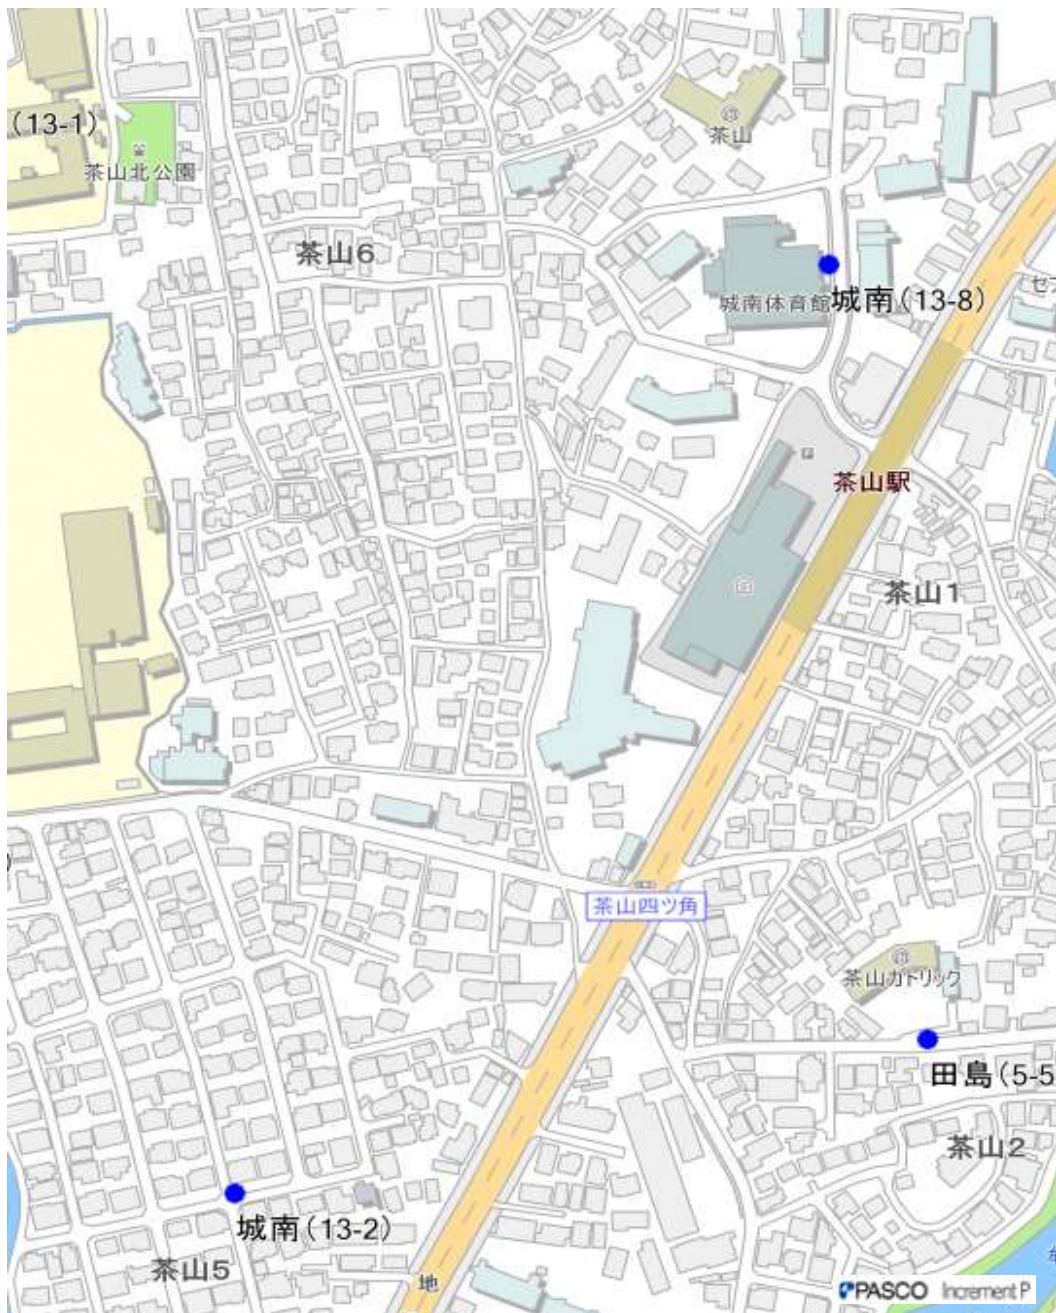 (13-1)
茶山北公園
茶山
茶山6
城南体育館
城南(13-8)
セブ
茶山駅
茶山1
茶山四ツ角
茶山カトリック
田島(5-5
茶山2
城南(13-2)
茶山5
地
PASCO Increment P